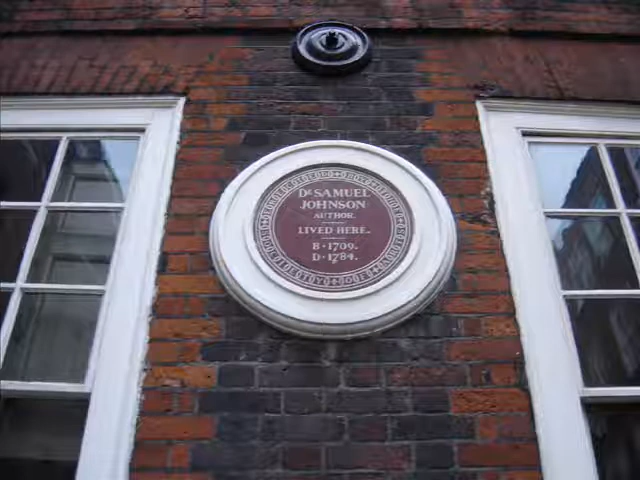 Dr SAMUEL
JOHNSON
AUTHOR.
LIVED HERE.
B·1709.
D·1784.